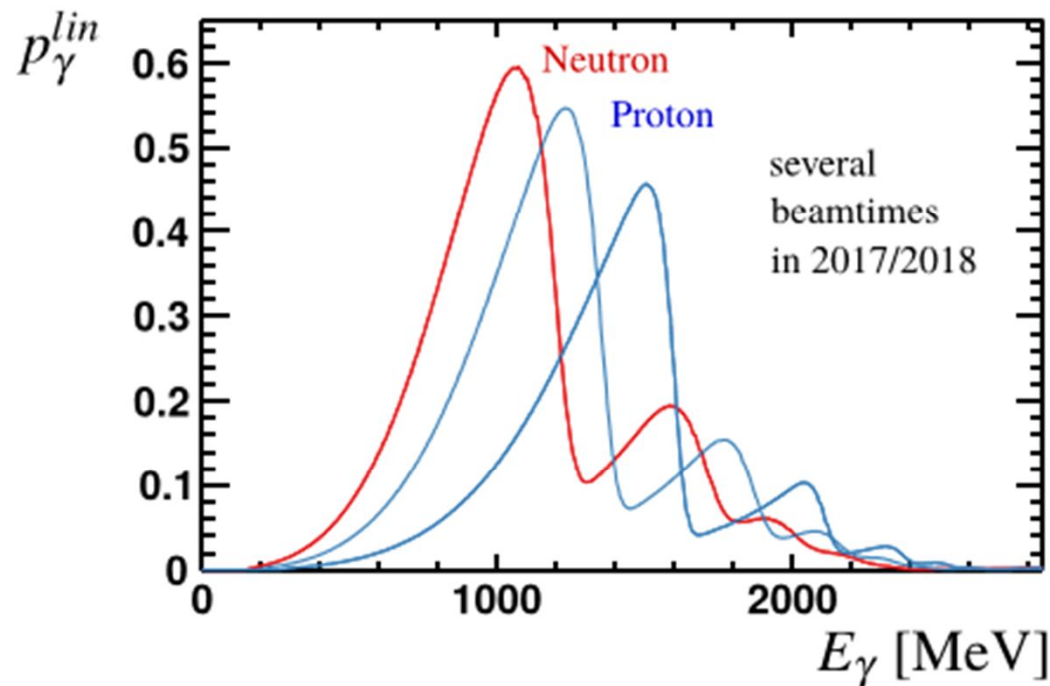 p_γ^{lin}
0.6
0.5
0.4
0.3
0.2
0.1
0
Neutron
Proton
several
beamtimes
in 2017/2018
0 1000 2000
E_γ [MeV]